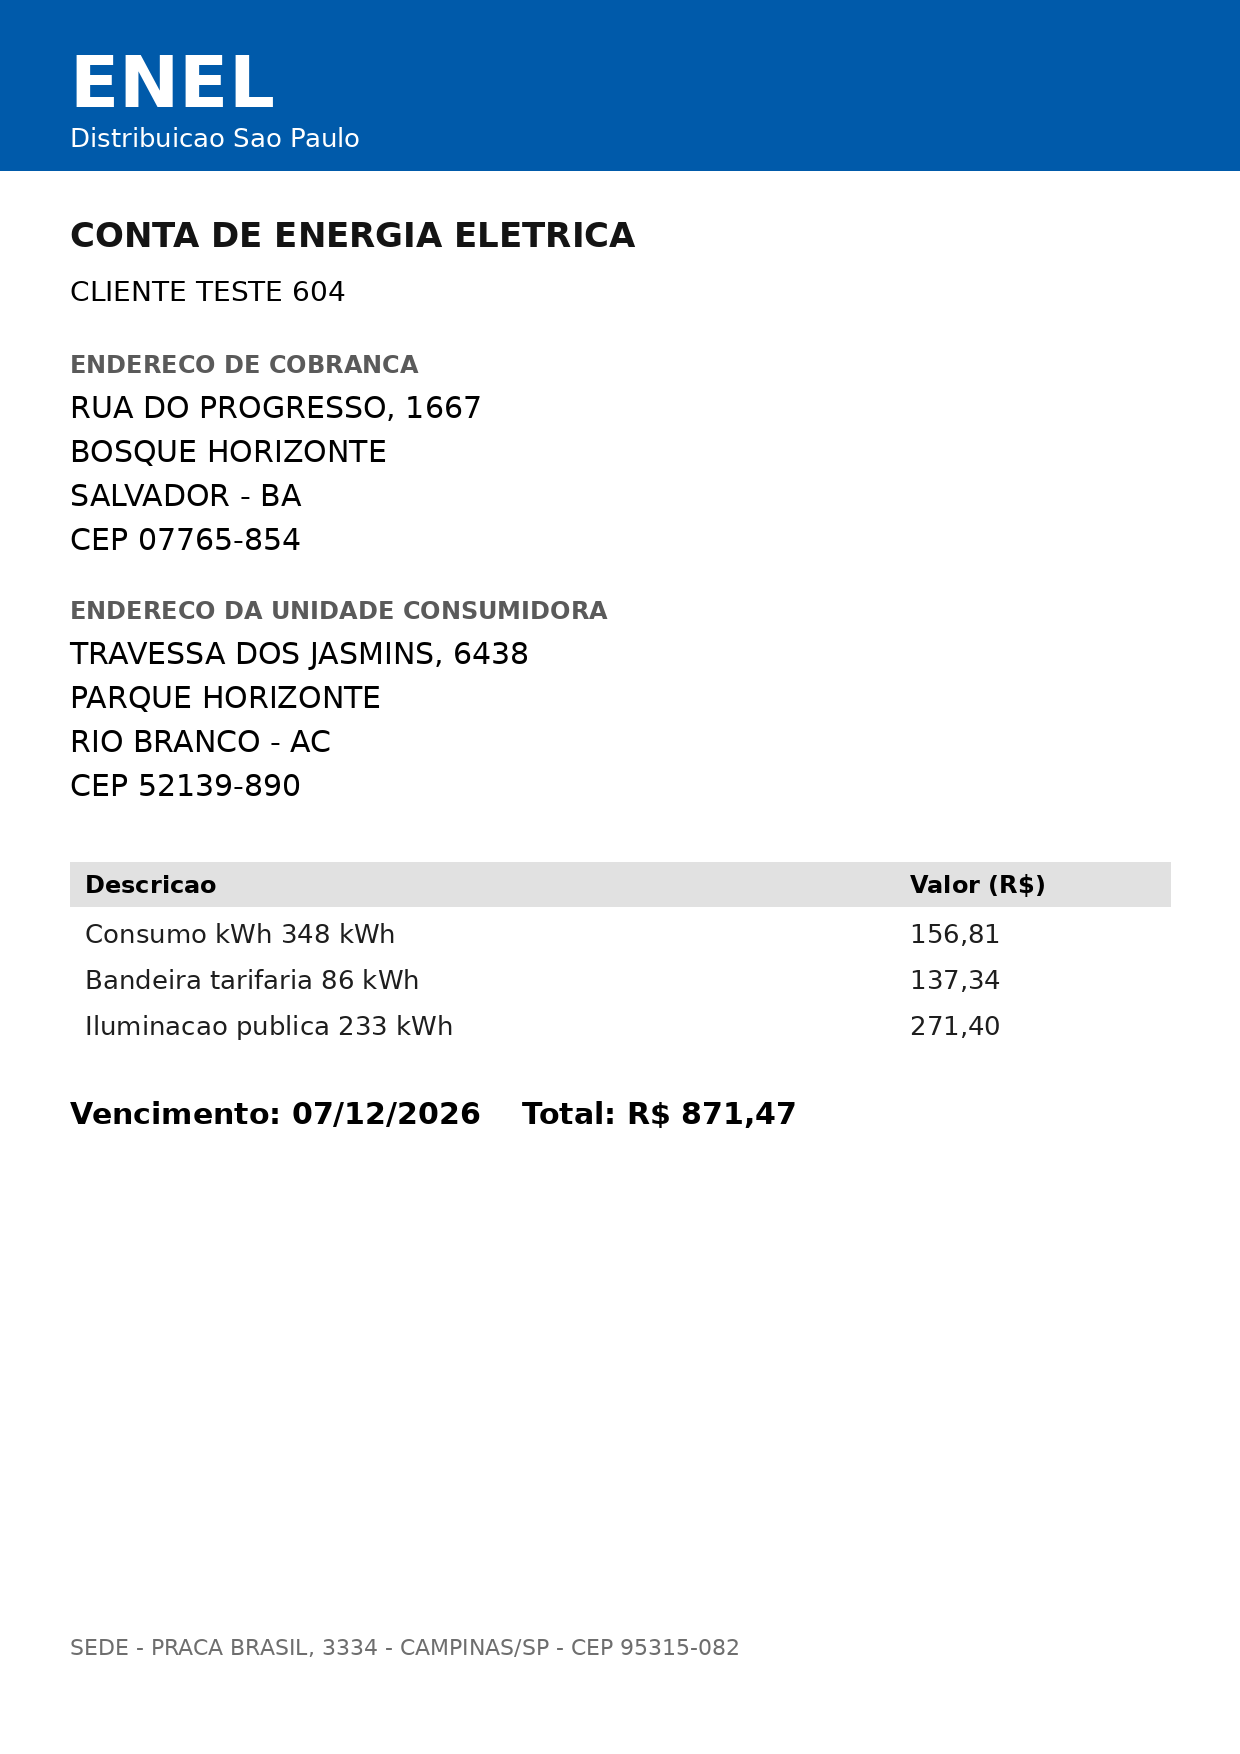 ENEL
Distribuicao Sao Paulo
CONTA DE ENERGIA ELETRICA
CLIENTE TESTE 604
ENDERECO DE COBRANCA
RUA DO PROGRESSO, 1667
BOSQUE HORIZONTE
SALVADOR - BA
CEP 07765-854
ENDERECO DA UNIDADE CONSUMIDORA
TRAVESSA DOS JASMINS, 6438
PARQUE HORIZONTE
RIO BRANCO - AC
CEP 52139-890
Descricao Valor (R$)
Consumo kWh 348 kWh 156,81
Bandeira tarifaria 86 kWh 137,34
Iluminacao publica 233 kWh 271,40
Vencimento: 07/12/2026 Total: R$ 871,47
SEDE - PRACA BRASIL, 3334 - CAMPINAS/SP - CEP 95315-082